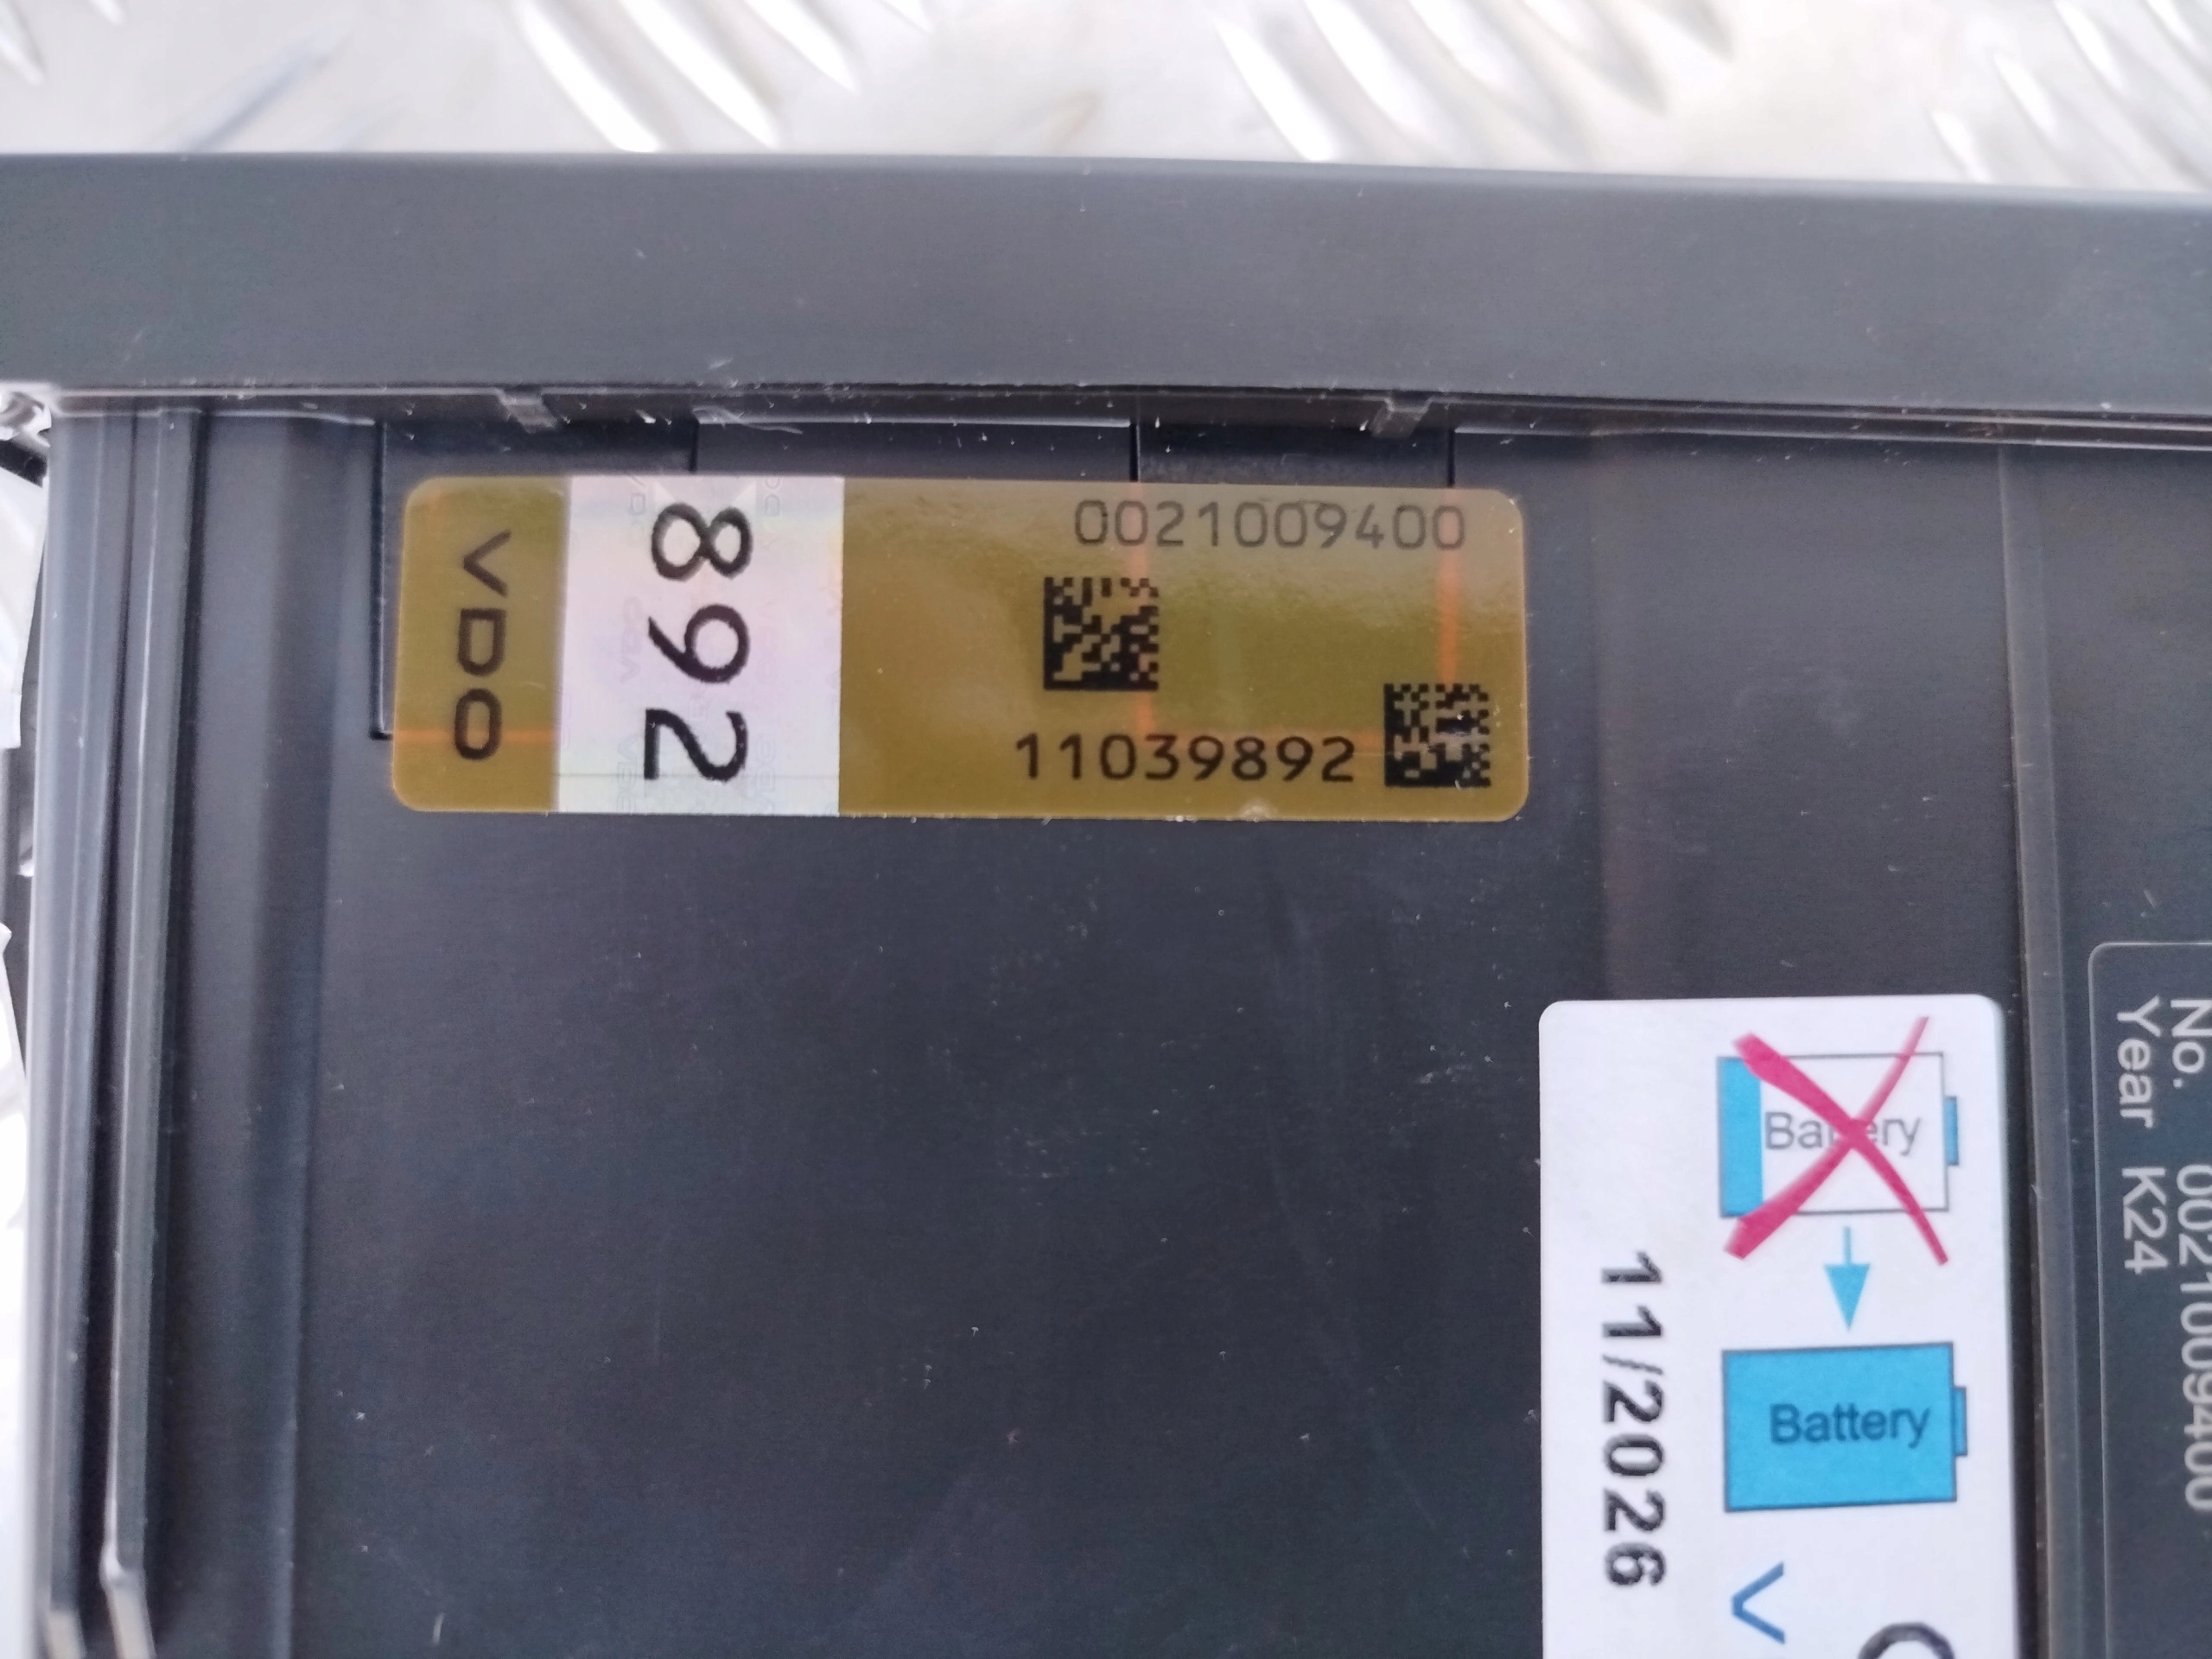 VDO
892
0021009400
11039892
Battery
Battery
11/2026
V
No. 0021009400
Year K24